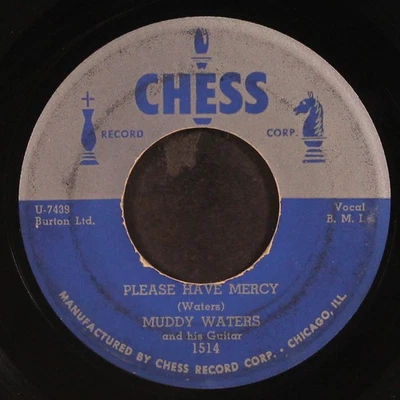 CHESS
RECORD CORP.
U-7439 Vocal
Burton Ltd. B. M. I.
PLEASE HAVE MERCY
(Waters)
MUDDY WATERS
and his Guitar
1514
MANUFACTURED BY CHESS RECORD CORP. • CHICAGO, ILL.